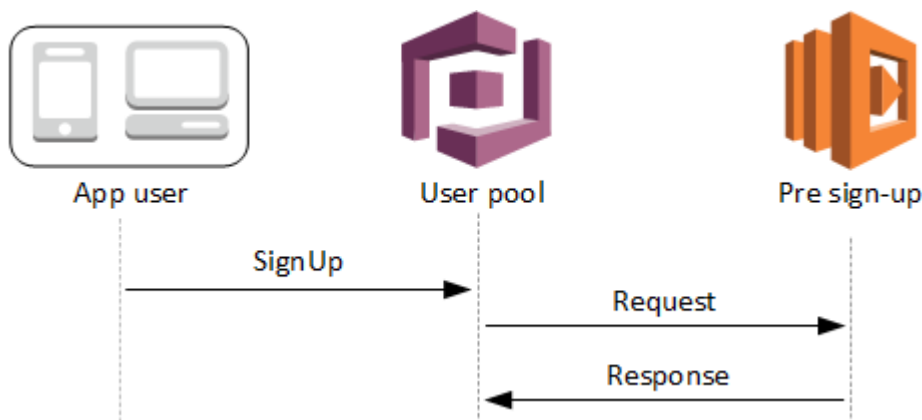 App user
User pool
Pre sign-up
SignUp
Request
Response